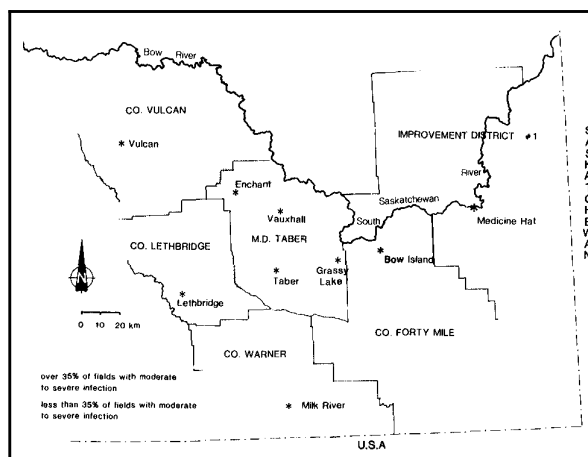 Bow River
CO. VULCAN
* Vulcan
IMPROVEMENT DISTRICT #1
River
Enchant
*
Saskatchewan
South
* Medicine Hat
Vauxhall
*
M.D. TABER
CO. LETHBRIDGE
N
* Taber
* Grassy
Lake
* Bow Island
* Lethbridge
0 10 20 km
CO. FORTY MILE
CO. WARNER
over 35% of fields with moderate
to severe infection
less than 35% of fields with moderate
to severe infection
* Milk River
U.S.A
SASKATCHEWAN